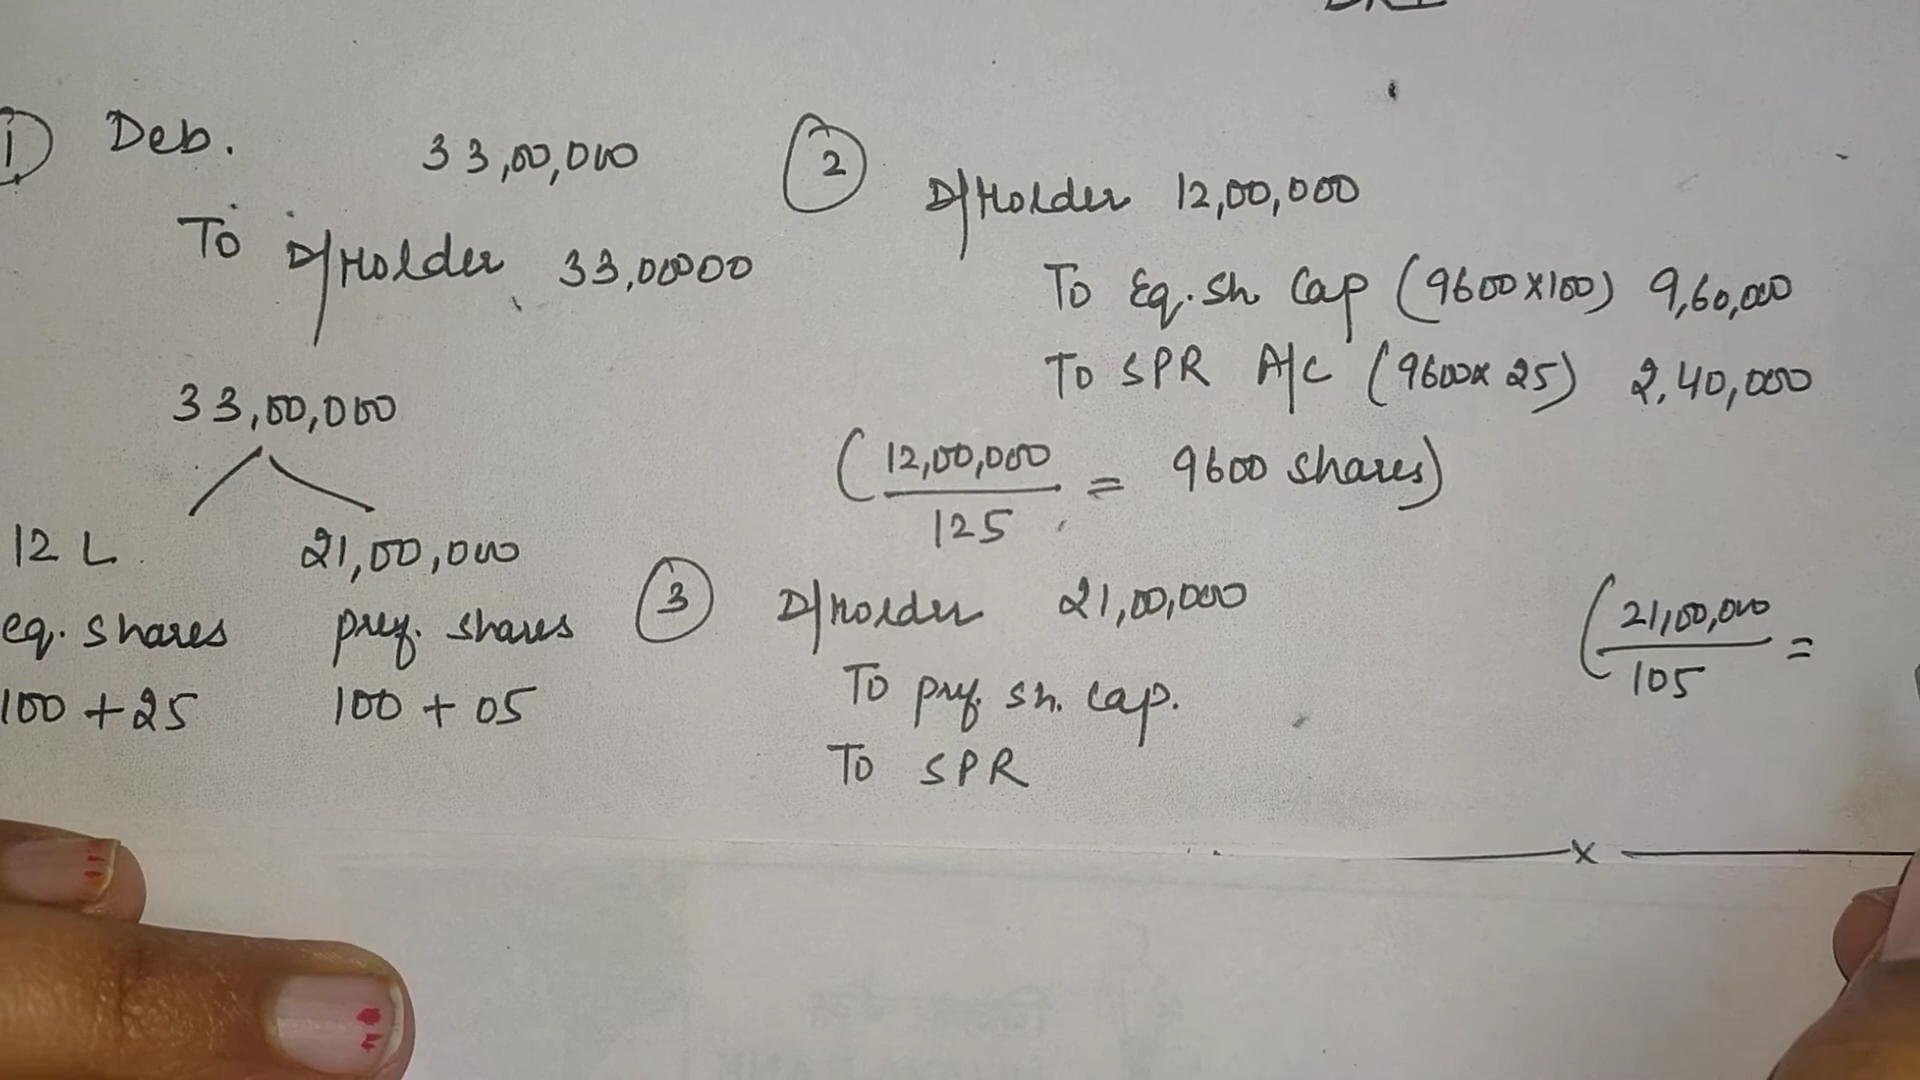 ① Deb. 33,00,000
To D/Holder 33,00000
33,00,000
12 L 21,00,000
eq. shares pref. shares
100 + 25 100 + 05
② D/Holder 12,00,000
To Eq. Sh Cap (9600x100) 9,60,000
To SPR A/C (9600x 25) 2,40,000
(12,00,000
125
= 9600 shares)
③ D/Holder 21,00,000
To prf. sh. cap.
To SPR
(21,00,000
105
=
x